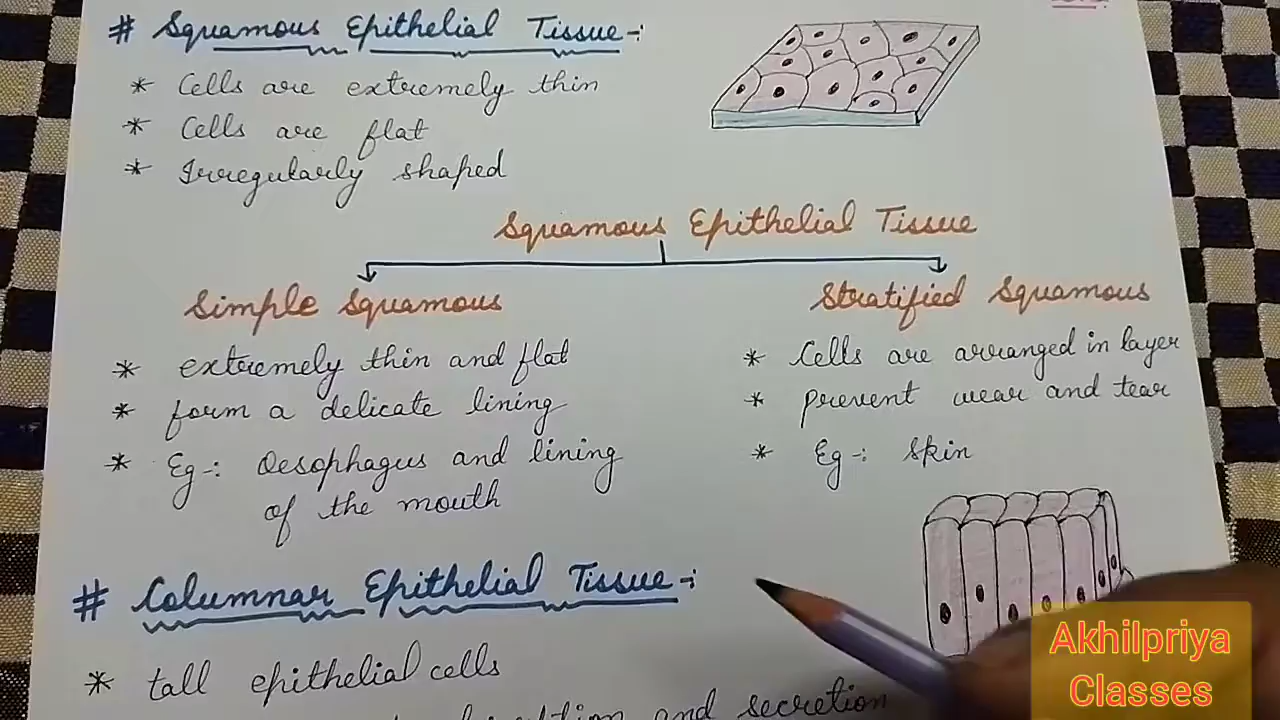 # Squamous Epithelial Tissue-:
* Cells are extremely thin
* Cells are flat
* Irregularly shaped
Squamous Epithelial Tissue
Simple Squamous
* extremely thin and flat
* form a delicate lining
* Eg-: Oesophagus and lining
of the mouth
Stratified Squamous
* Cells are arranged in layer
* prevent wear and tear
* Eg-: Skin
# Columnar Epithelial Tissue-:
* tall epithelial cells
and secretion
Akhilpriya
Classes